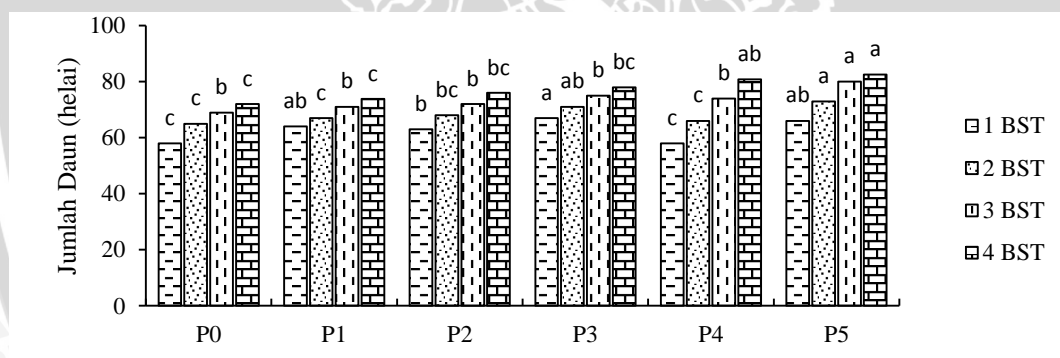 100
80
60
40
20
0
Jumlah Daun (helai)
c c b c
ab c b c
b bc b bc
a ab b bc
c c b ab
ab a a a
P0 P1 P2 P3 P4 P5
1 BST
2 BST
3 BST
4 BST